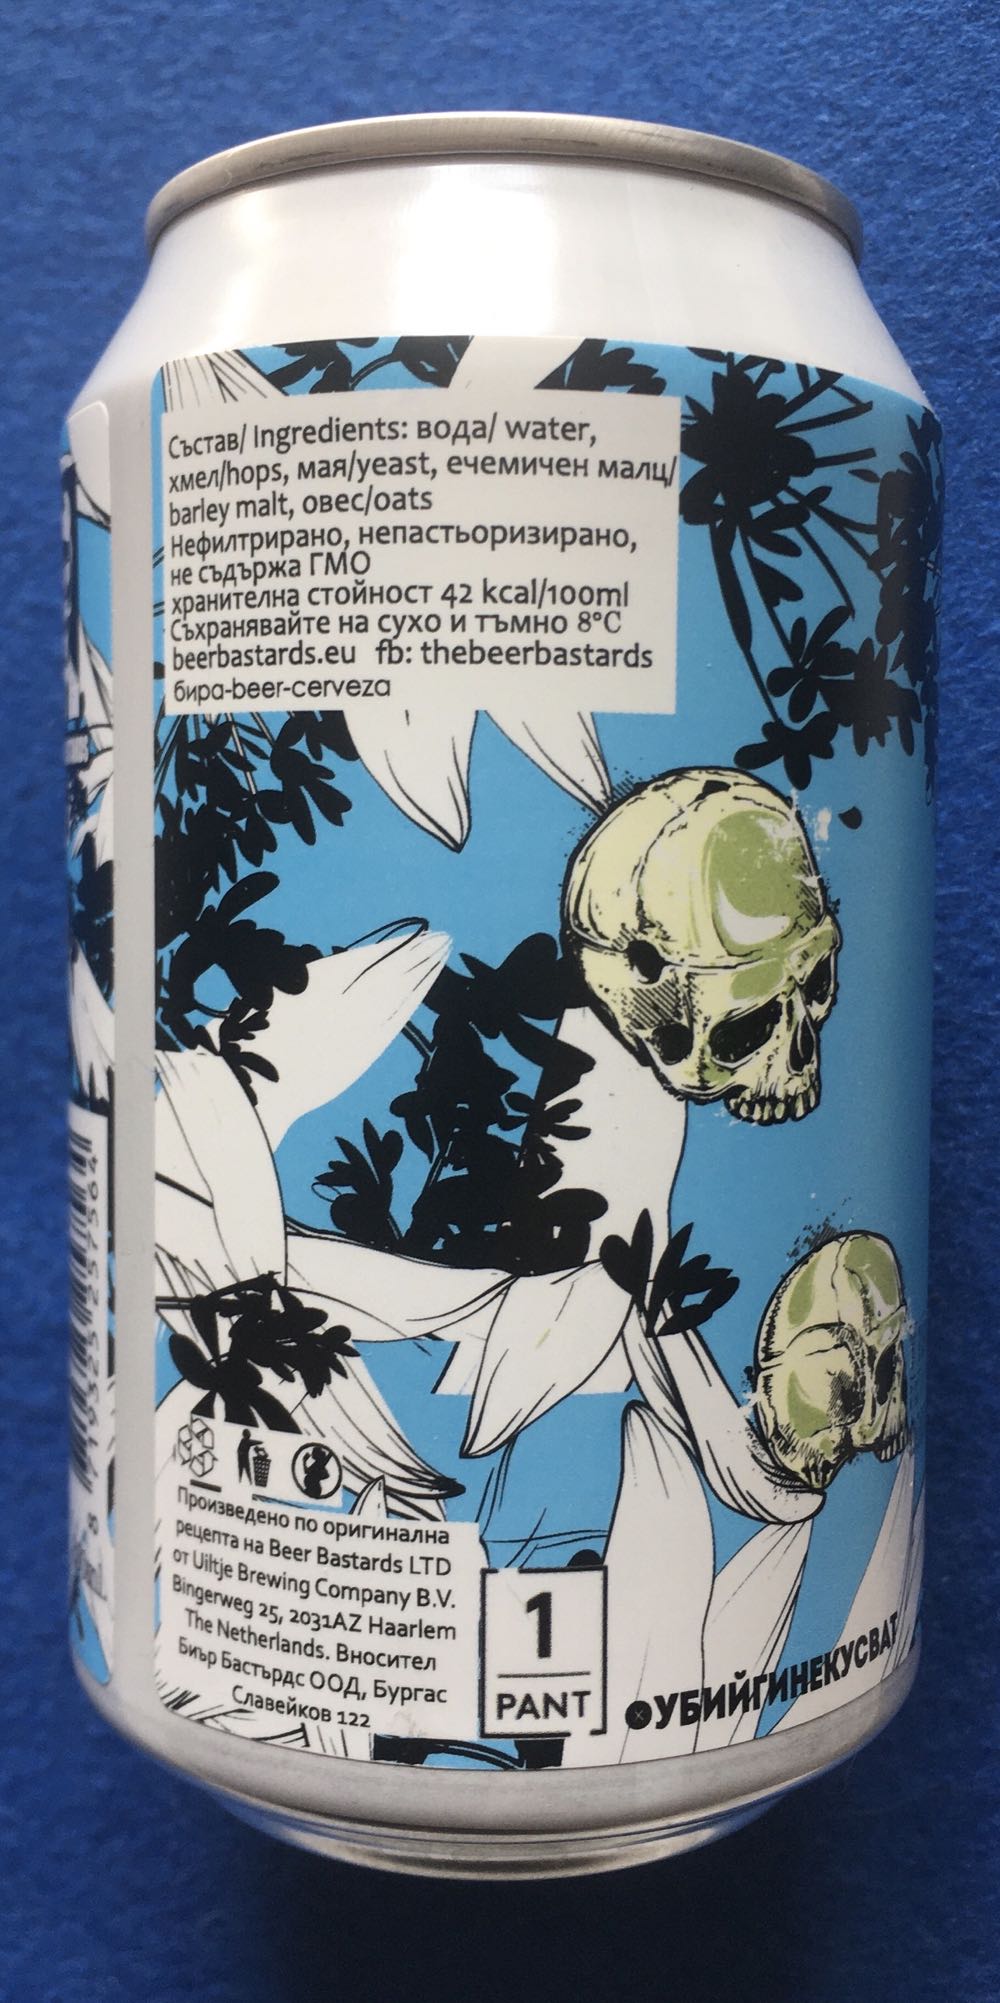 Състав/ Ingredients: вода/ water,
хмел/hops, мая/yeast, ечемичен малц/
barley malt, овес/oats
Нефилтрирано, непастьоризирано,
не съдържа ГМО
хранителна стойност 42 kcal/100ml
Съхранявайте на сухо и тъмно 8°C
beerbastards.eu fb: thebeerbastards
бира-beer-cerveza
Произведено по оригинална
рецепта на Beer Bastards LTD
от Uiltje Brewing Company B.V.
Bingerweg 25, 2031AZ Haarlem
The Netherlands. Вносител
Биър Бастърдс ООД, Бургас
Славейков 122
1
PANT
УБИЙГИНЕКУСВАТ